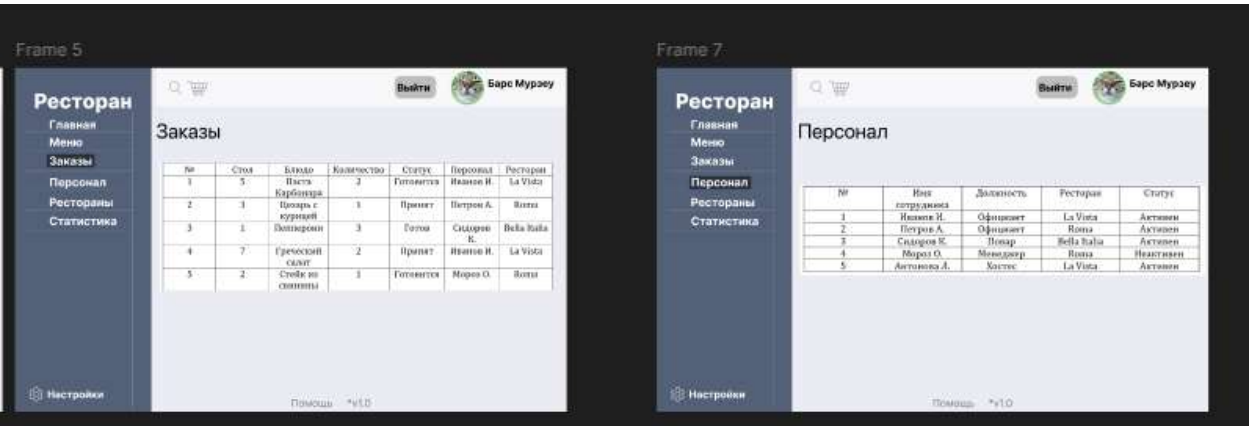 Frame 5
Ресторан
Главная
Меню
Заказы
Персонал
Рестораны
Статистика
Настройки
Выйти
Барс Мурзеу
Заказы
№ Стол Блюдо Количество Статус Персонал Ресторан
1 5 Паста Карбонара 2 Готовится Иванов И. La Vista
2 3 Цезарь с курицей 1 Принят Петров А. Roma
3 1 Пепперони 3 Готов Сидоров К. Bella Italia
4 7 Греческий салат 2 Принят Иванов И. La Vista
5 2 Стейк из свинины 1 Готовится Мороз О. Roma
Помощь *v1.0
Frame 7
Ресторан
Главная
Меню
Заказы
Персонал
Рестораны
Статистика
Настройки
Выйти
Барс Мурзеу
Персонал
№ Имя сотрудника Должность Ресторан Статус
1 Иванов И. Официант La Vista Активен
2 Петров А. Официант Roma Активен
3 Сидоров К. Повар Bella Italia Активен
4 Мороз О. Менеджер Roma Неактивен
5 Антонова Л. Хостес La Vista Активен
Помощь *v1.0